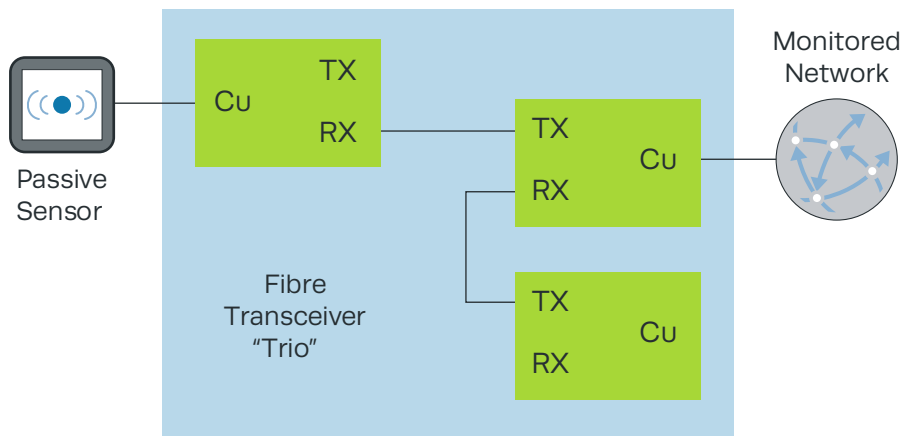 Passive
Sensor
Cu
TX
RX
TX
RX
Cu
TX
RX
Cu
Fibre
Transceiver
“Trio”
Monitored
Network